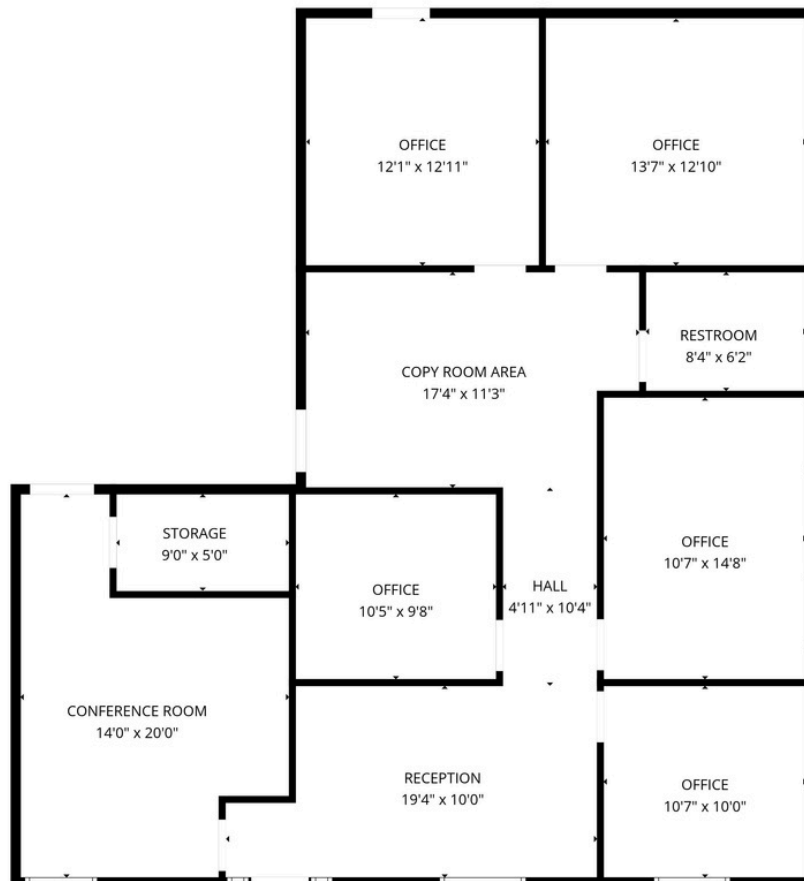 OFFICE
12'1" x 12'11"
OFFICE
13'7" x 12'10"
RESTROOM
8'4" x 6'2"
COPY ROOM AREA
17'4" x 11'3"
STORAGE
9'0" x 5'0"
OFFICE
10'5" x 9'8"
HALL
4'11" x 10'4"
OFFICE
10'7" x 14'8"
CONFERENCE ROOM
14'0" x 20'0"
RECEPTION
19'4" x 10'0"
OFFICE
10'7" x 10'0"